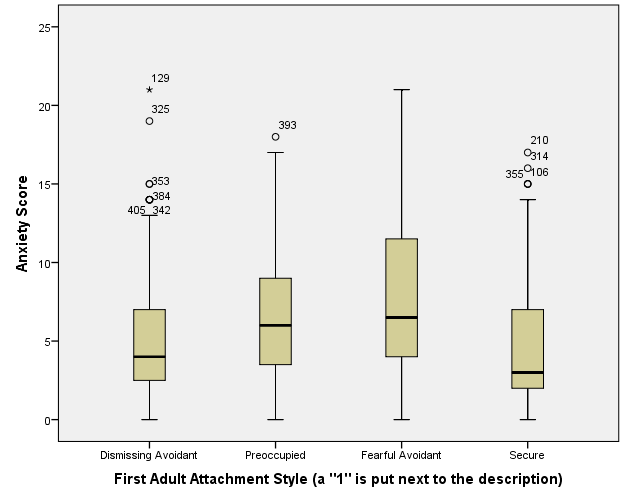 25
129
20
325
393
210
314
15
353
355
106
384
405
342
Anxiety Score
10
5
0
Dismissing Avoidant
Preoccupied
Fearful Avoidant
Secure
First Adult Attachment Style (a "1" is put next to the description)